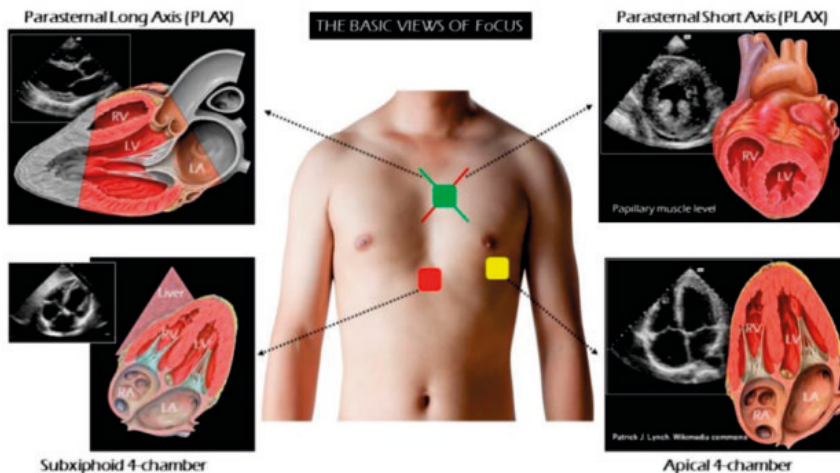 Parasternal Long Axis (PLAX)
THE BASIC VIEWS OF FoCUS
Parasternal Short Axis (PLAX)
RV
LV
LA
RV
LV
Papillary muscle level
Liver
RV
LV
RA
LA
RV
LV
RA
LA
Patrick J. Lynch. Wikimedia commons
Subxiphoid 4-chamber
Apical 4-chamber